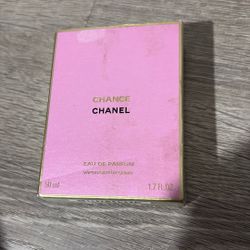 CHANCE
CHANEL
EAU DE PARFUM
50 ml 1.7 FL.OZ